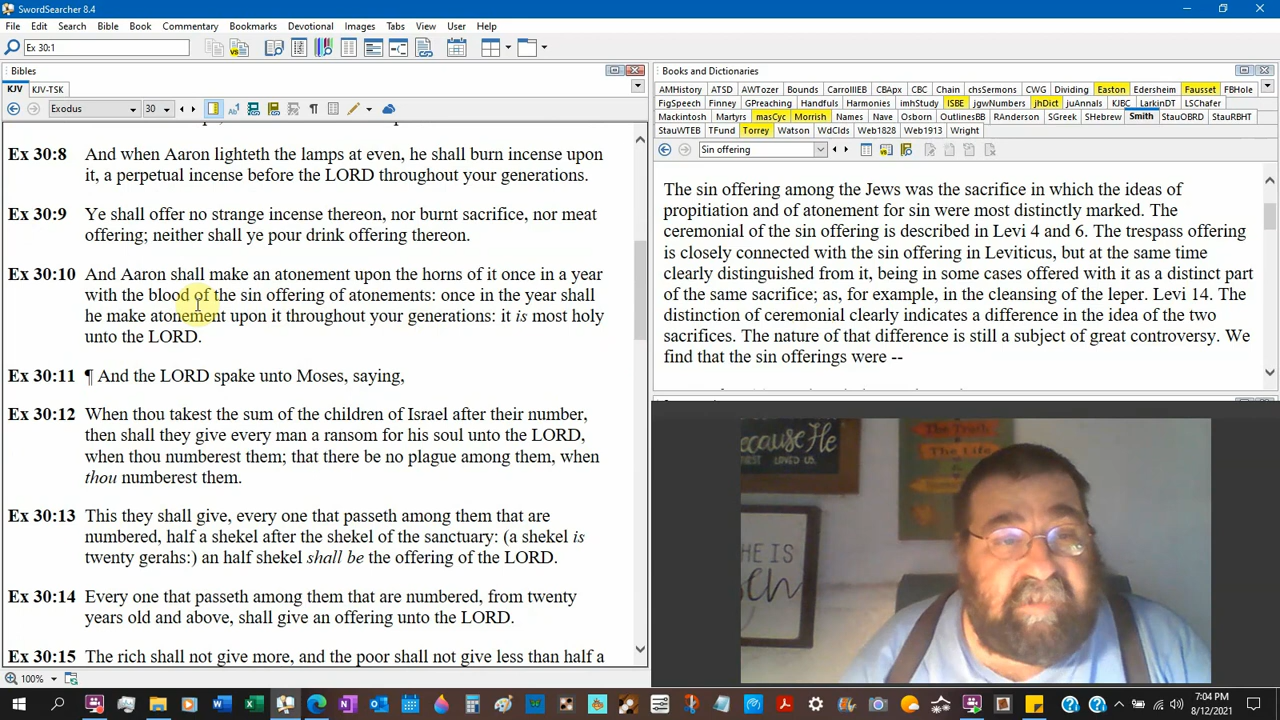 SwordSearcher 8.4
File Edit Search Bible Book Commentary Bookmarks Devotional Images Tabs View User Help
Ex 30:1
Bibles
KJV KJV-TSK
Exodus 30
Ex 30:8 And when Aaron lighteth the lamps at even, he shall burn incense upon
it, a perpetual incense before the LORD throughout your generations.
Ex 30:9 Ye shall offer no strange incense thereon, nor burnt sacrifice, nor meat
offering; neither shall ye pour drink offering thereon.
Ex 30:10 And Aaron shall make an atonement upon the horns of it once in a year
with the blood of the sin offering of atonements: once in the year shall
he make atonement upon it throughout your generations: it is most holy
unto the LORD.
Ex 30:11 ¶ And the LORD spake unto Moses, saying,
Ex 30:12 When thou takest the sum of the children of Israel after their number,
then shall they give every man a ransom for his soul unto the LORD,
when thou numberest them; that there be no plague among them, when
thou numberest them.
Ex 30:13 This they shall give, every one that passeth among them that are
numbered, half a shekel after the shekel of the sanctuary: (a shekel is
twenty gerahs:) an half shekel shall be the offering of the LORD.
Ex 30:14 Every one that passeth among them that are numbered, from twenty
years old and above, shall give an offering unto the LORD.
Ex 30:15 The rich shall not give more, and the poor shall not give less than half a
100%
Books and Dictionaries
AMHistory ATSD AWTozer Bounds CarrollEIB CBApx CBC Chain chsSermons CWG Dividing Easton Edersheim Fausset FBHole
FigSpeech Finney GPreaching Handfuls Harmonies imhStudy ISBE jgwNumbers jhDict juAnnals KJBC LarkinDT LSChafer
Mackintosh Martyrs masCyc Morrish Names Nave Osborn OutlinesBB RAnderson SGreek SHebrew Smith StauOBRD StauRBHT
StauWTEB TFund Torrey Watson WdClds Web1828 Web1913 Wright
Sin offering
The sin offering among the Jews was the sacrifice in which the ideas of
propitiation and of atonement for sin were most distinctly marked. The
ceremonial of the sin offering is described in Levi 4 and 6. The trespass offering
is closely connected with the sin offering in Leviticus, but at the same time
clearly distinguished from it, being in some cases offered with it as a distinct part
of the same sacrifice; as, for example, in the cleansing of the leper. Levi 14. The
distinction of ceremonial clearly indicates a difference in the idea of the two
sacrifices. The nature of that difference is still a subject of great controversy. We
find that the sin offerings were --
Because He
FIRST LOVED US.
The Truth
The Life
HE IS
7:04 PM
8/12/2021